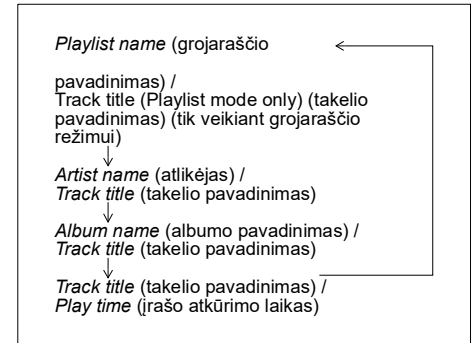 Playlist name (grojaraščio
pavadinimas) /
Track title (Playlist mode only) (takelio
pavadinimas) (tik veikiant grojaraščio
režimui)
Artist name (atlikėjas) /
Track title (takelio pavadinimas)
Album name (albumo pavadinimas) /
Track title (takelio pavadinimas)
Track title (takelio pavadinimas) /
Play time (įrašo atkūrimo laikas)